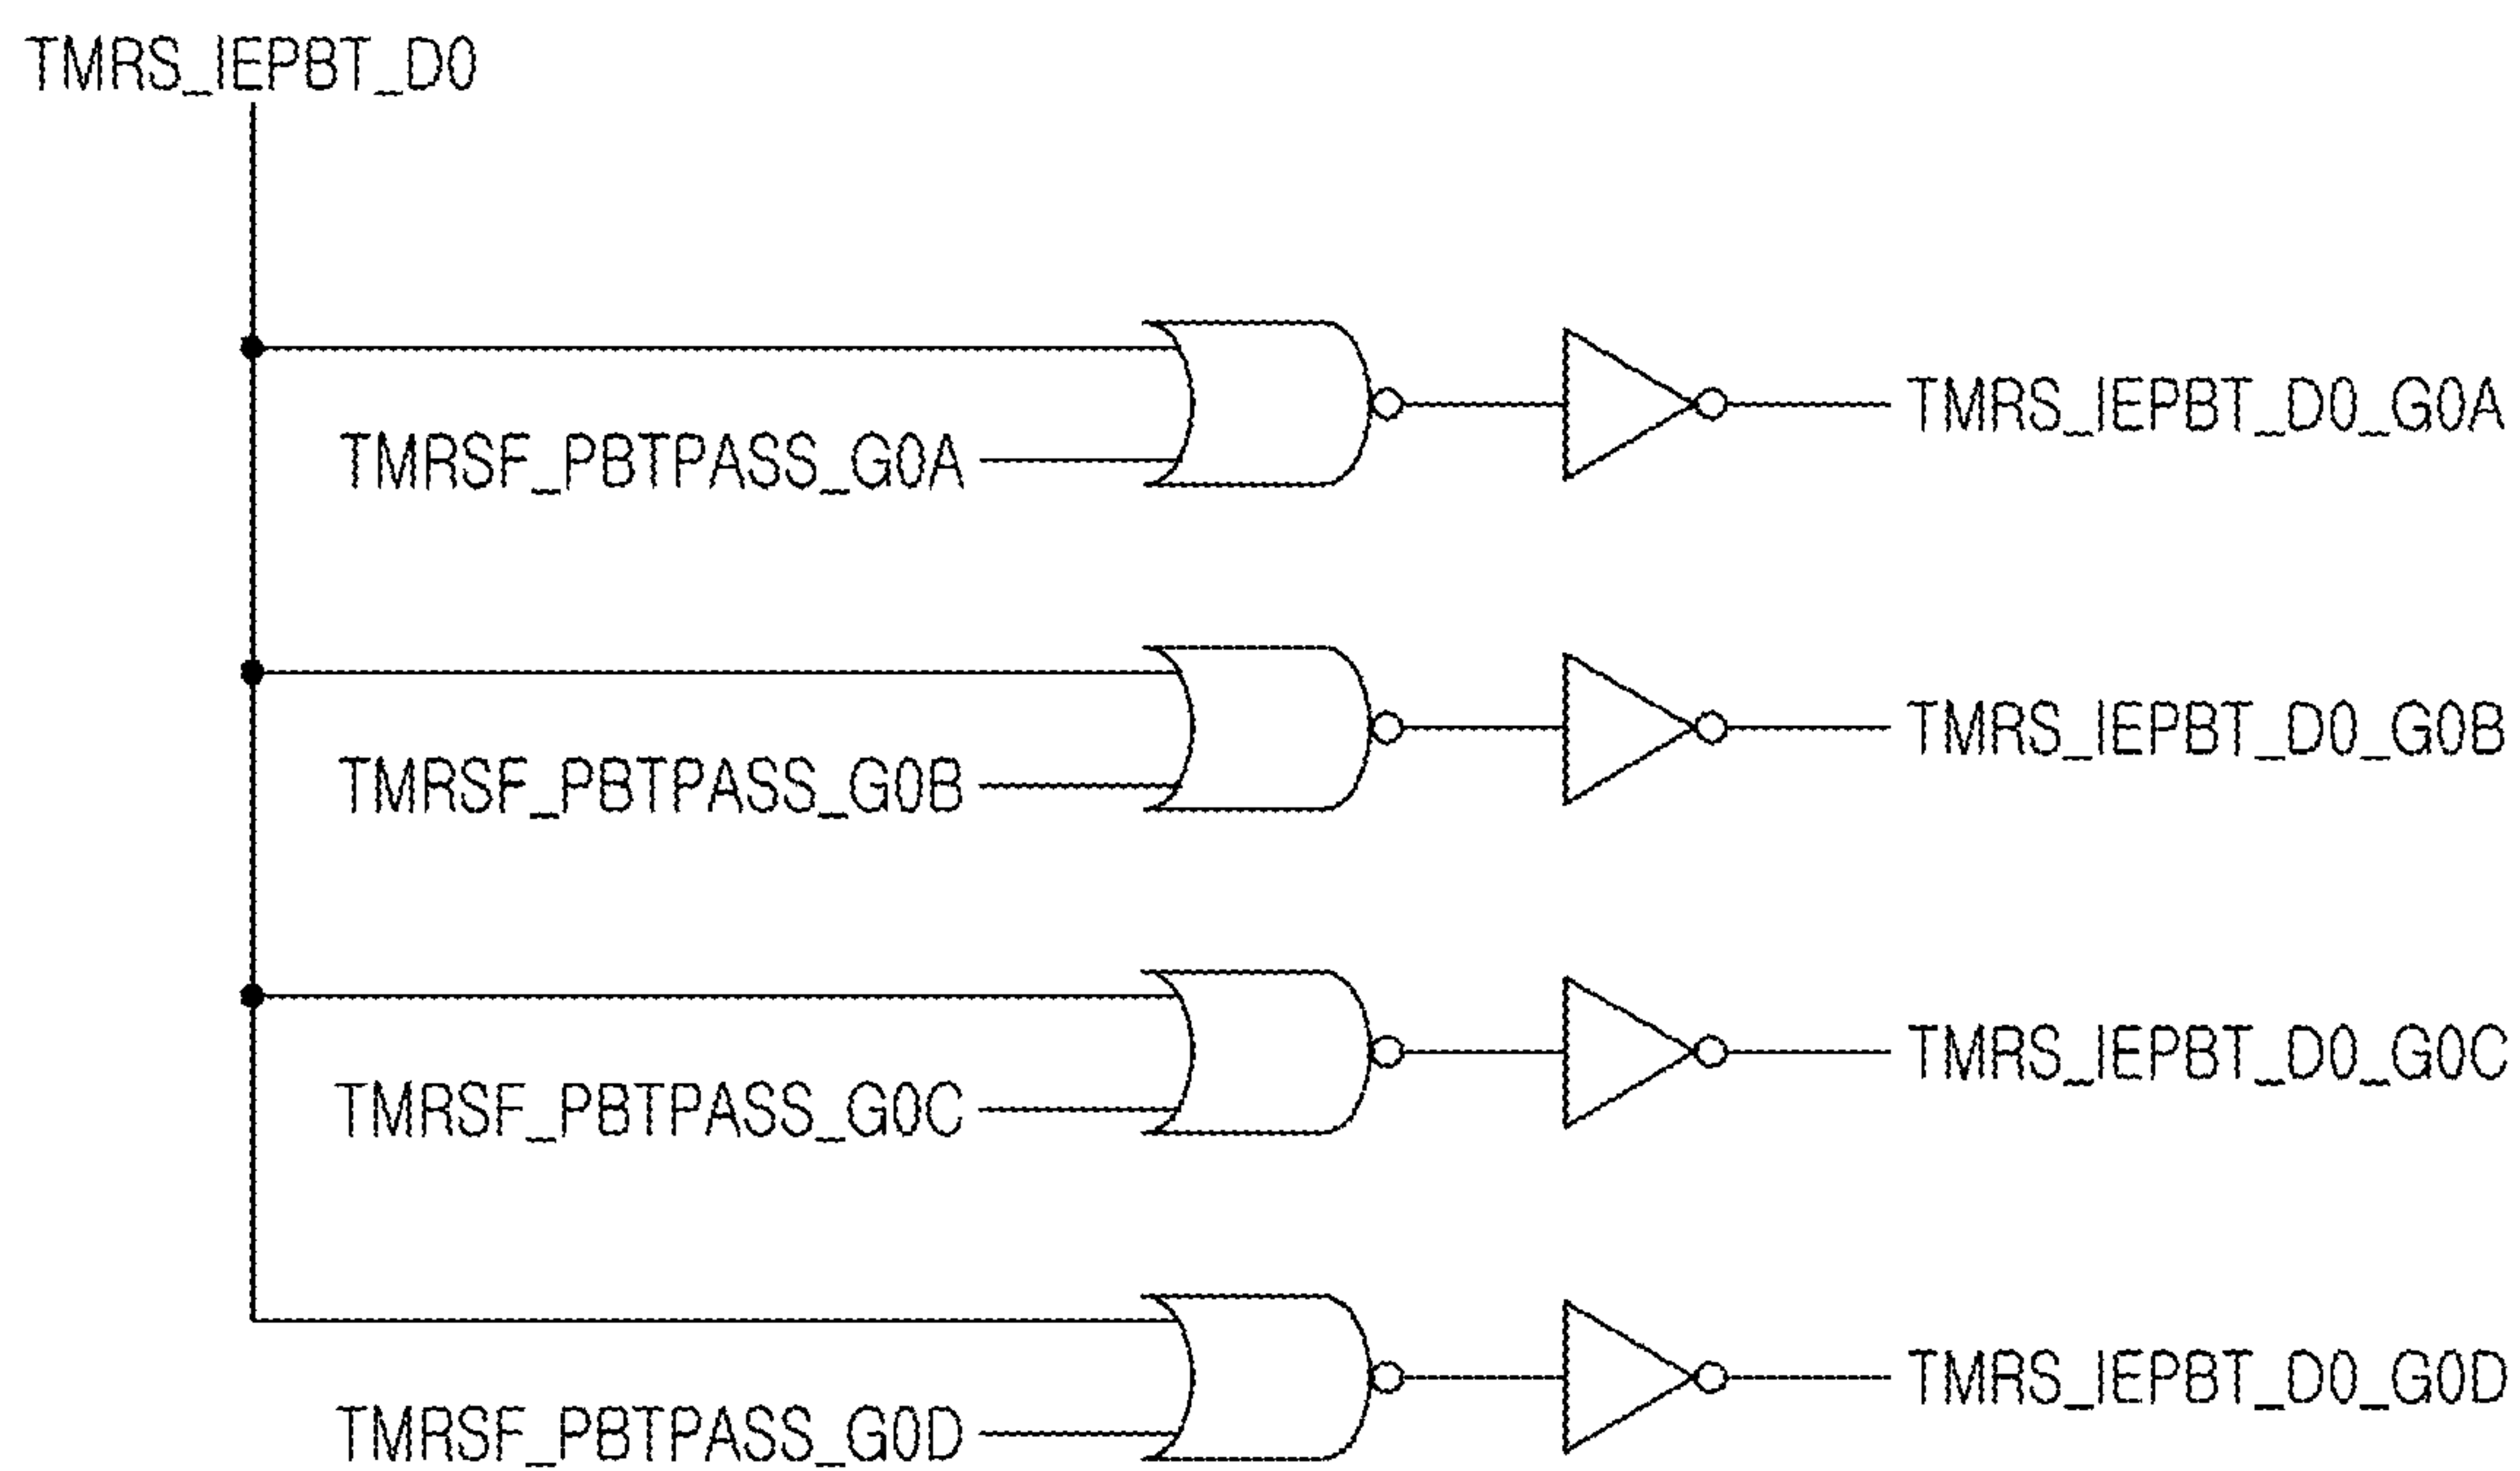 TMRS_IEPBT_D0
TMRSF_PBTPASS_G0A
TMRS_IEPBT_D0_G0A
TMRSF_PBTPASS_G0B
TMRS_IEPBT_D0_G0B
TMRSF_PBTPASS_G0C
TMRS_IEPBT_D0_G0C
TMRSF_PBTPASS_G0D
TMRS_IEPBT_D0_G0D